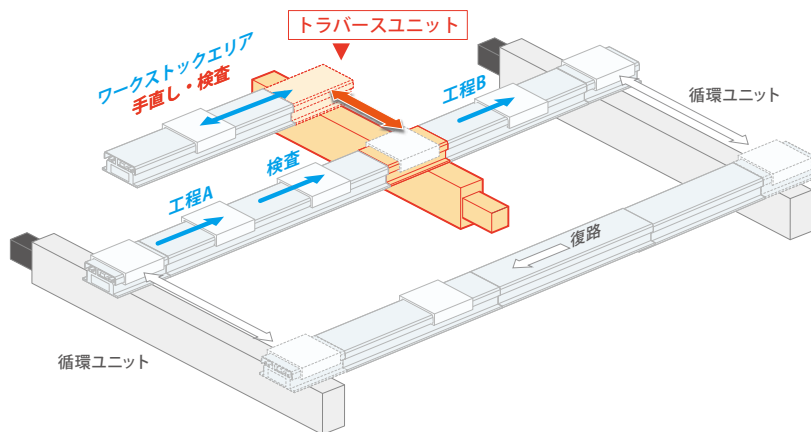 トラバースユニット
ワークストックエリア
手直し・検査
工程B
循環ユニット
検査
工程A
復路
循環ユニット